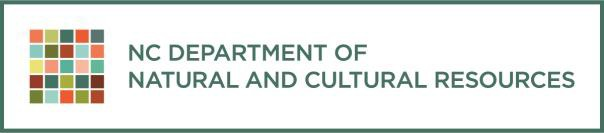 NC DEPARTMENT OF
NATURAL AND CULTURAL RESOURCES